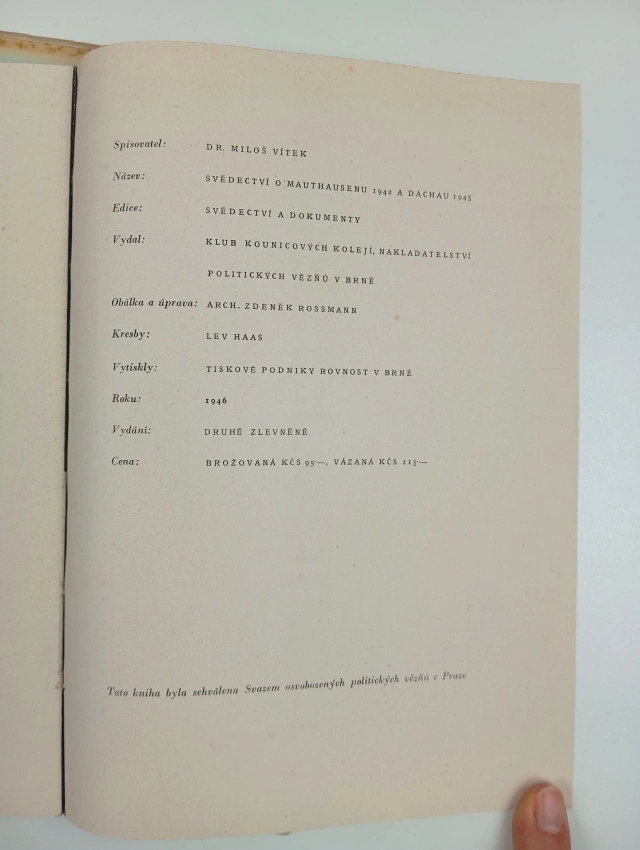 Spisovatel: DR. MILOŠ VÍTEK
Název: SVĚDECTVÍ O MAUTHAUSENU 1942 A DACHAU 1945
Edice: SVĚDECTVÍ A DOKUMENTY
Vydal: KLUB KOUNICOVÝCH KOLEJÍ, NAKLADATELSTVÍ
POLITICKÝCH VĚZŇŮ V BRNĚ
Obálka a úprava: ARCH. ZDENĚK ROSSMANN
Kresby: LEV HAAS
Vytiskly: TISKOVÉ PODNIKY ROVNOST V BRNĚ
Roku: 1946
Vydání: DRUHÉ ZLEVNĚNÉ
Cena: BROŽOVANÁ KČS 95·—, VÁZANÁ KČS 115·—
Tato kniha byla schválena Svazem osvobozených politických vězňů v Praze